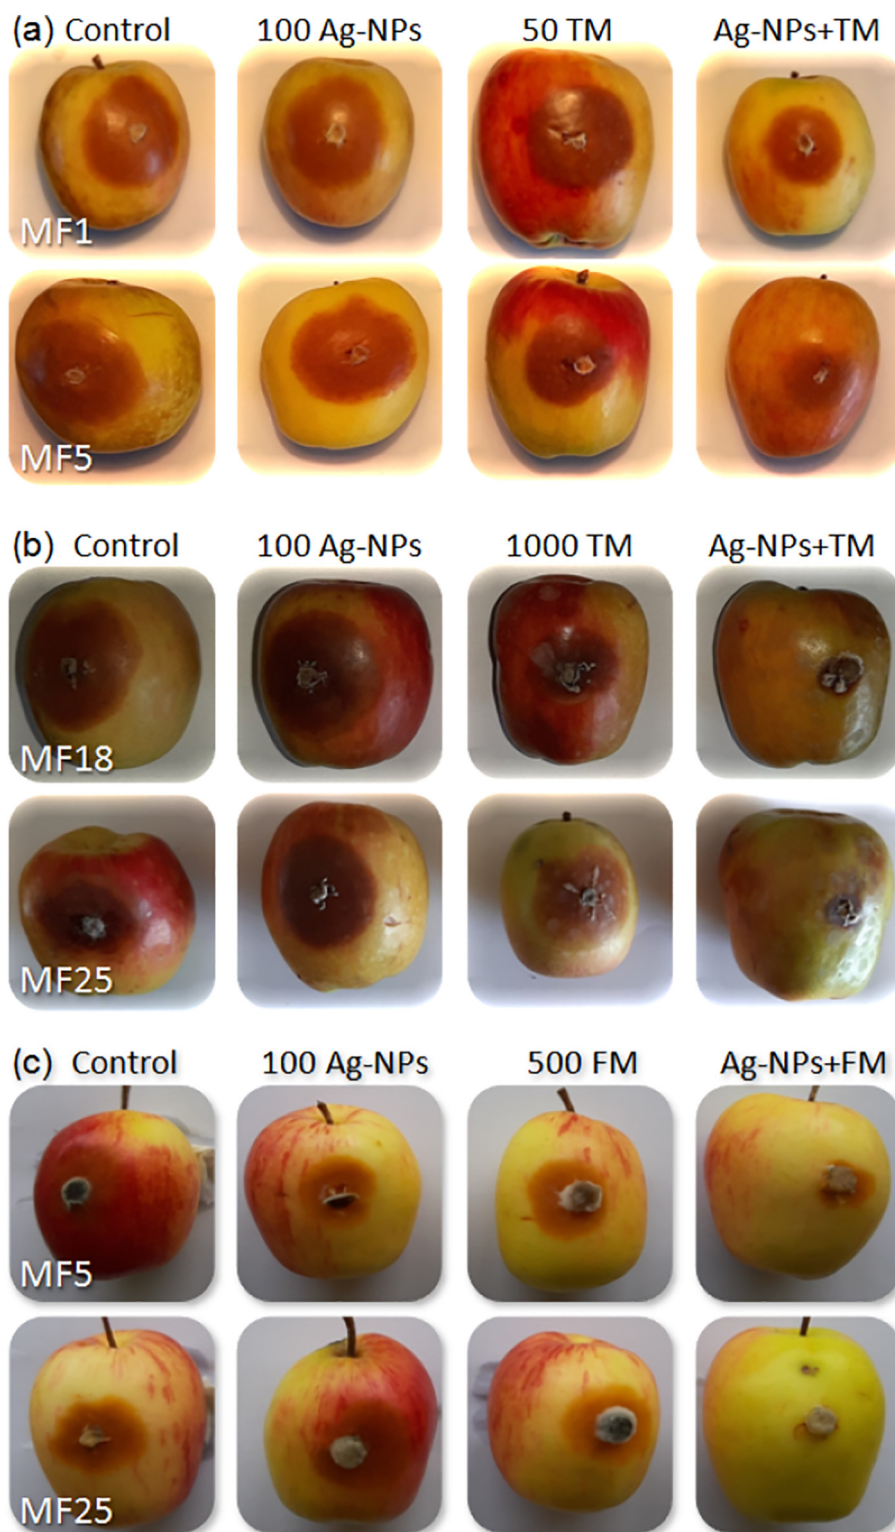 (a) Control 100 Ag-NPs 50 TM Ag-NPs+TM
MF1
MF5
(b) Control 100 Ag-NPs 1000 TM Ag-NPs+TM
MF18
MF25
(c) Control 100 Ag-NPs 500 FM Ag-NPs+FM
MF5
MF25